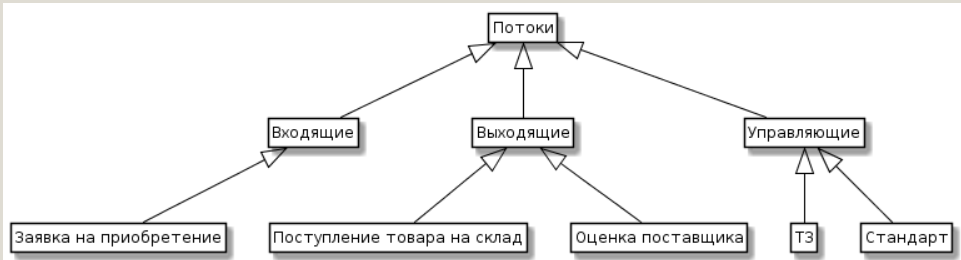 Потоки
Входящие
Выходящие
Управляющие
Заявка на приобретение
Поступление товара на склад
Оценка поставщика
ТЗ
Стандарт